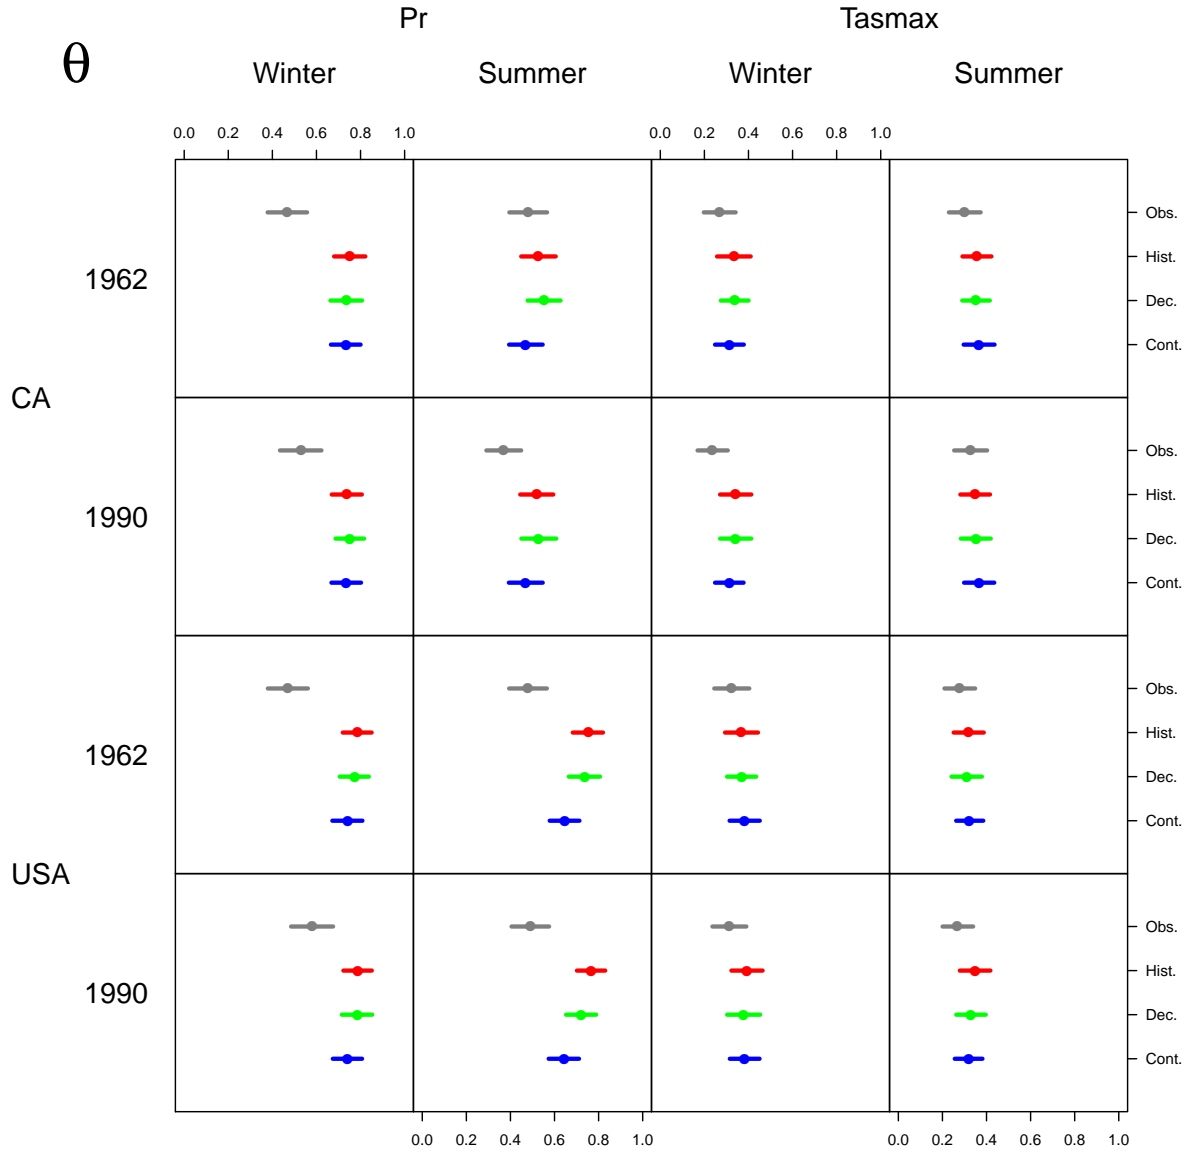 Pr Tasmax
θ
Winter Summer Winter Summer
0.0 0.2 0.4 0.6 0.8 1.0 0.0 0.2 0.4 0.6 0.8 1.0
Obs.
Hist.
1962
Dec.
Cont.
CA
Obs.
Hist.
1990
Dec.
Cont.
Obs.
Hist.
1962
Dec.
Cont.
USA
Obs.
Hist.
1990
Dec.
Cont.
0.0 0.2 0.4 0.6 0.8 1.0 0.0 0.2 0.4 0.6 0.8 1.0